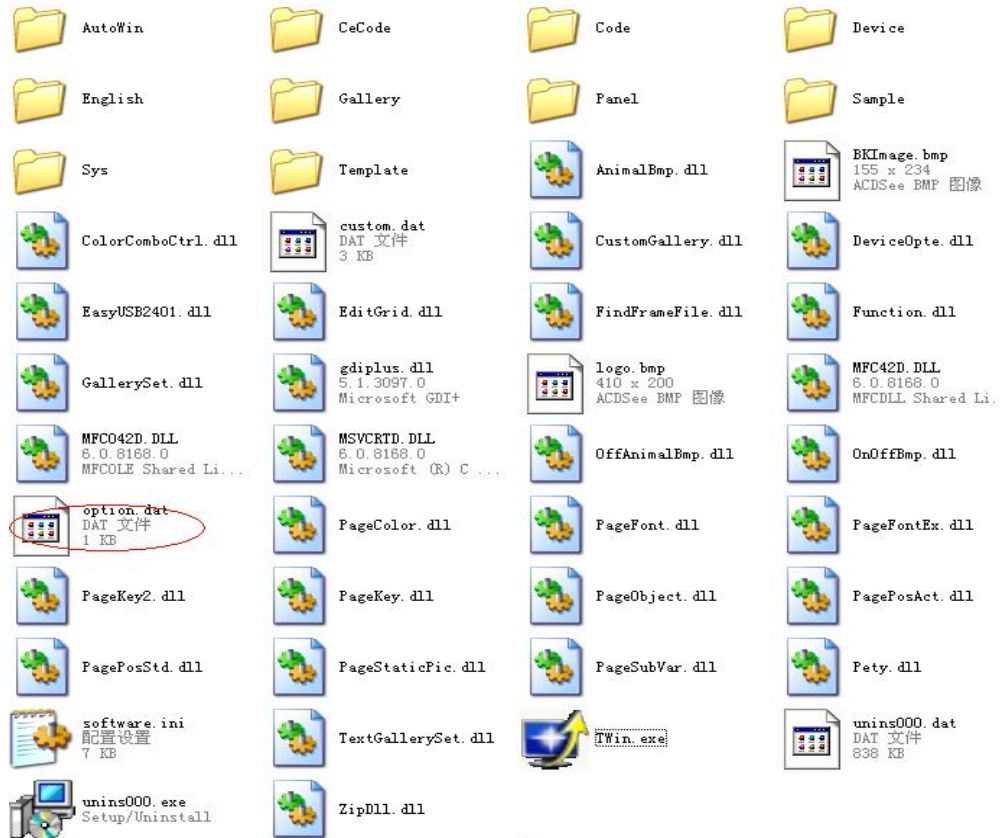 AutoWin
CeCode
Code
Device
English
Gallery
Panel
Sample
Sys
Template
AnimalBmp.dll
BKImage.bmp
155 x 234
ACDSee BMP 图像
ColorComboCtrl.dll
custom.dat
DAT 文件
3 KB
CustomGallery.dll
DeviceOpte.dll
EasyUSB2401.dll
EditGrid.dll
FindFrameFile.dll
Function.dll
GallerySet.dll
gdiplus.dll
5.1.3097.0
Microsoft GDI+
logo.bmp
410 x 200
ACDSee BMP 图像
MFC42D.DLL
6.0.8168.0
MFCDLL Shared Li.
MFCO42D.DLL
6.0.8168.0
MFCOLE Shared Li...
MSVCRTD.DLL
6.0.8168.0
Microsoft (R) C ...
OffAnimalBmp.dll
OnOffBmp.dll
option.dat
DAT 文件
1 KB
PageColor.dll
PageFont.dll
PageFontEx.dll
PageKey2.dll
PageKey.dll
PageObject.dll
PagePosAct.dll
PagePosStd.dll
PageStaticPic.dll
PageSubVar.dll
Pety.dll
software.ini
配置设置
7 KB
TextGallerySet.dll
TWin.exe
unins000.dat
DAT 文件
838 KB
unins000.exe
Setup/Uninstall
ZipDll.dll